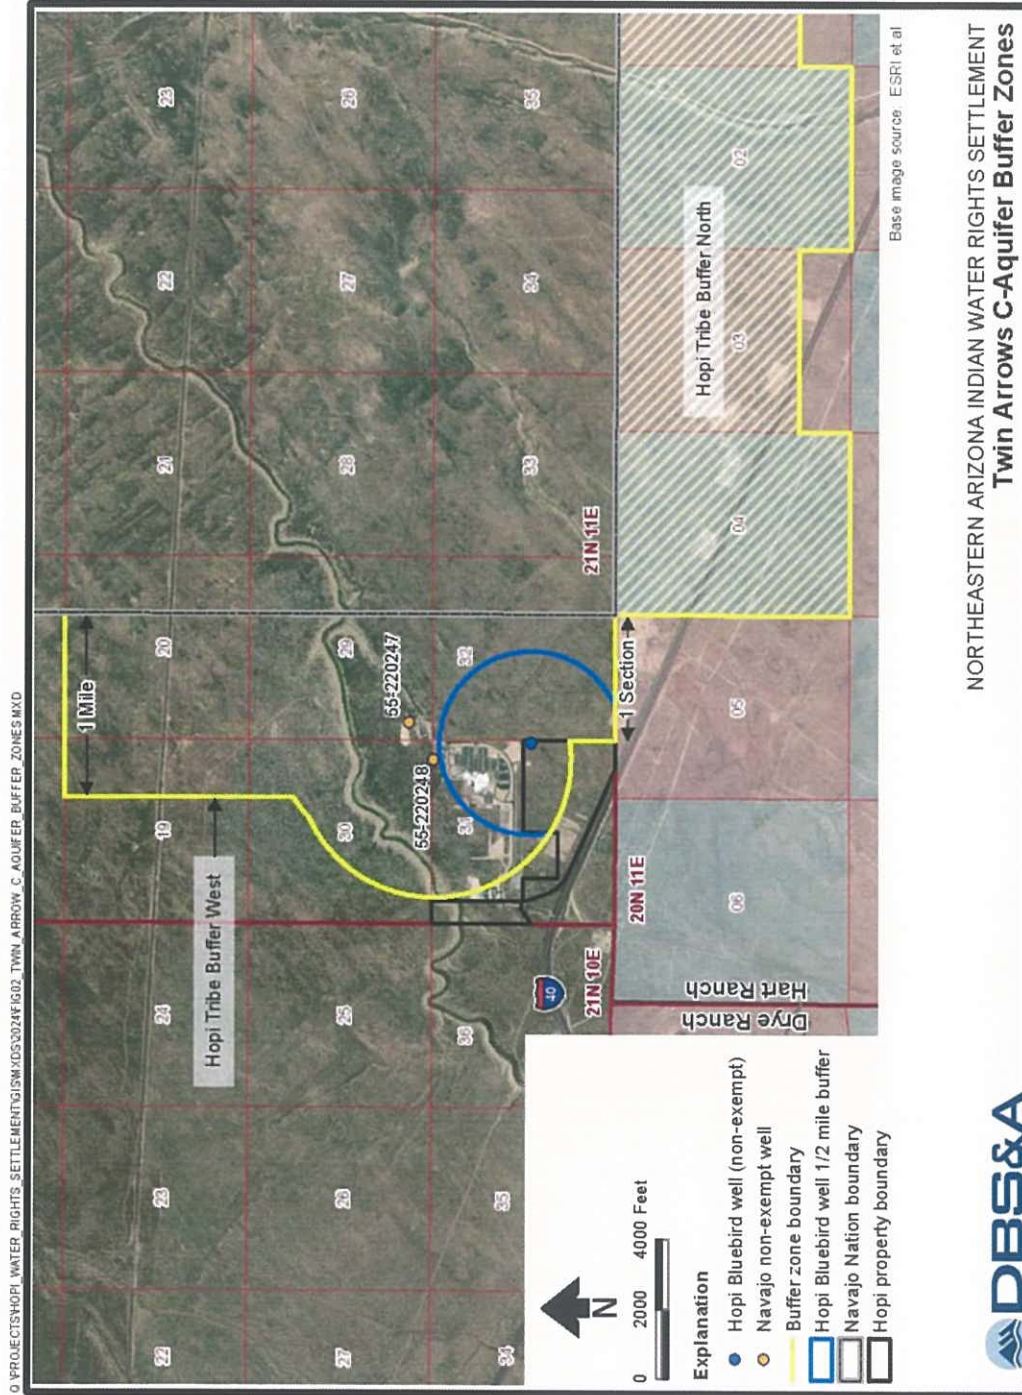 Q:\PROJECTS\HOPI_WATER_RIGHTS_SETTLEMENT\GIS\MXDS\2024\FIG02_TWIN_ARROW_C_AQUIFER_BUFFER_ZONES.MXD
1 Mile
22 23 24 19 20 21 22 23
Hopi Tribe Buffer West
27 26 25 30 29 28 27 26
55-220247
55-220248
34 35 36 31 32 33 34 35
40
21N 10E
21N 11E
1 Section
20N 11E
Hopi Tribe Buffer North
06 05 04 03 02
Drye Ranch
Hart Ranch
N
0 2000 4000 Feet
Explanation
Hopi Bluebird well (non-exempt)
Navajo non-exempt well
Buffer zone boundary
Hopi Bluebird well 1/2 mile buffer
Navajo Nation boundary
Hopi property boundary
Base image source: ESRI et al
DBS&A
NORTHEASTERN ARIZONA INDIAN WATER RIGHTS SETTLEMENT
Twin Arrows C-Aquifer Buffer Zones